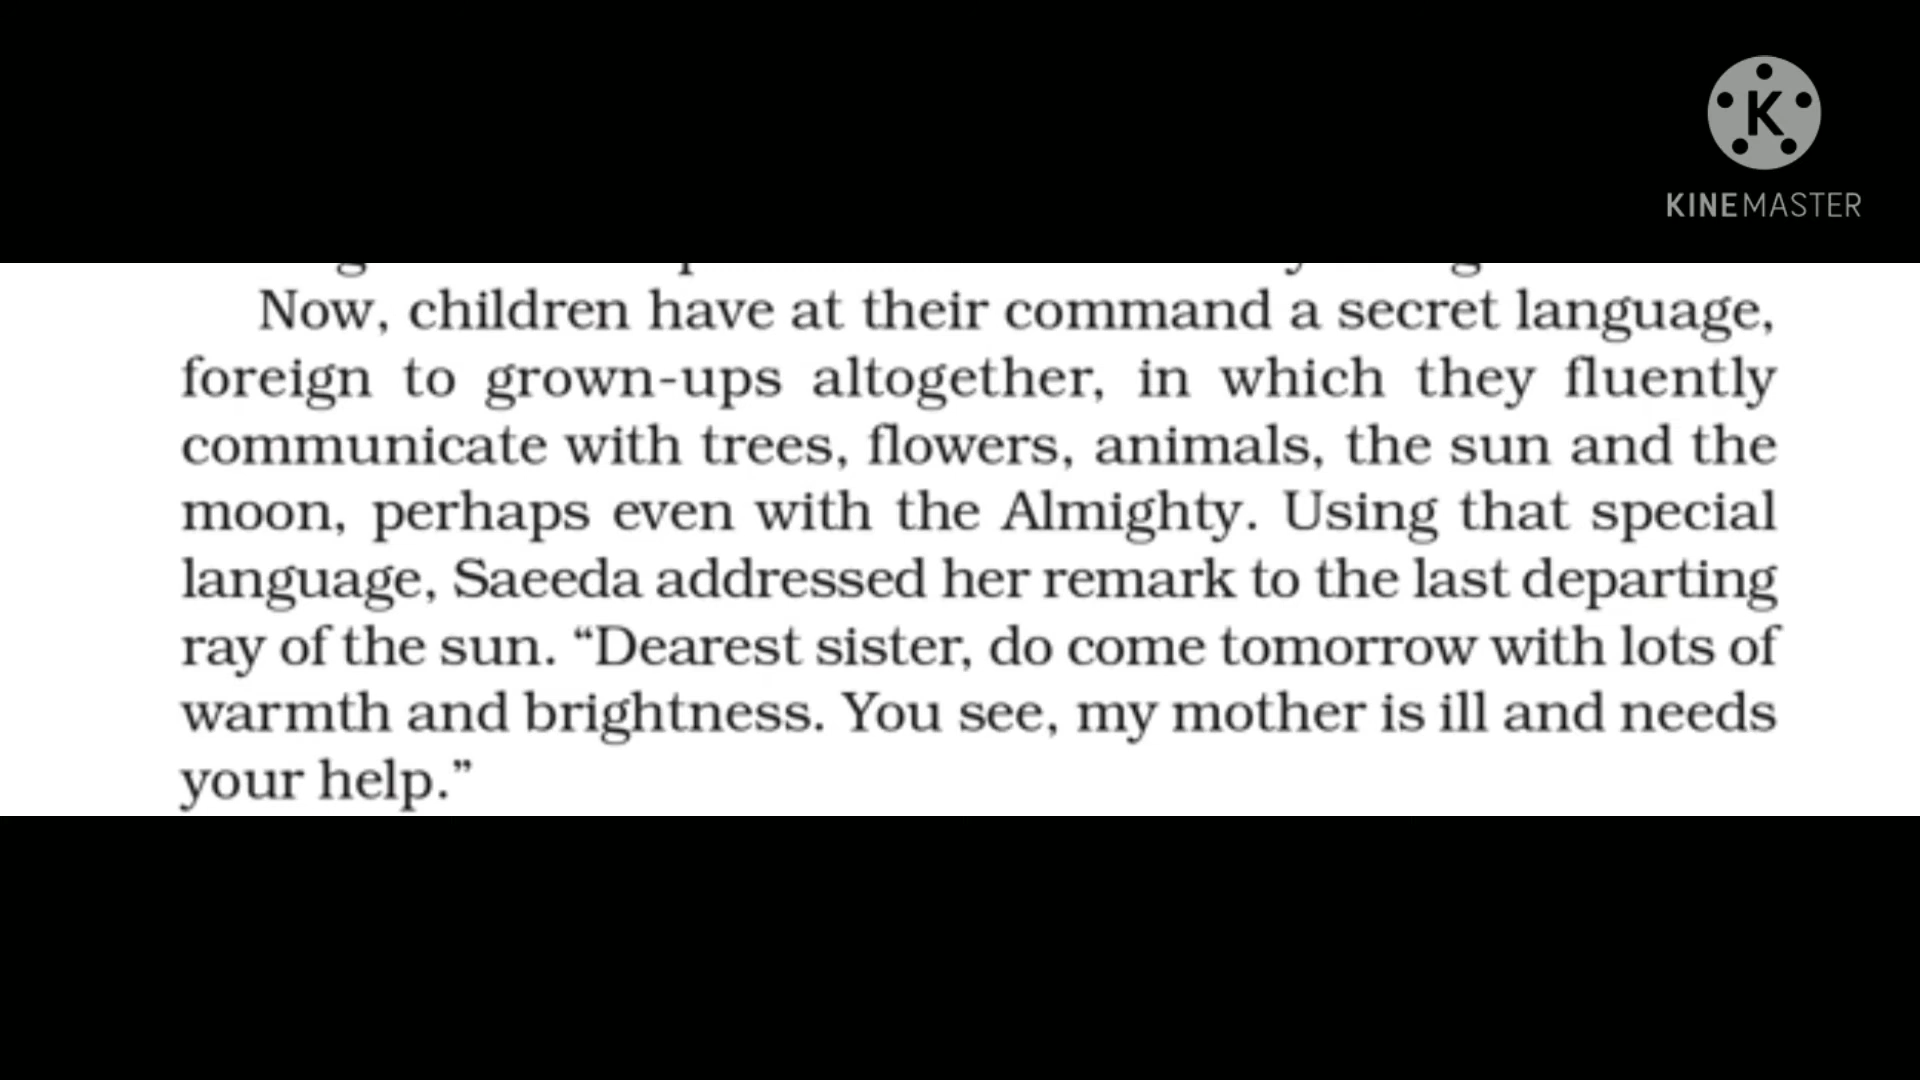 K
KINEMASTER
Now, children have at their command a secret language,
foreign to grown-ups altogether, in which they fluently
communicate with trees, flowers, animals, the sun and the
moon, perhaps even with the Almighty. Using that special
language, Saeeda addressed her remark to the last departing
ray of the sun. “Dearest sister, do come tomorrow with lots of
warmth and brightness. You see, my mother is ill and needs
your help.”